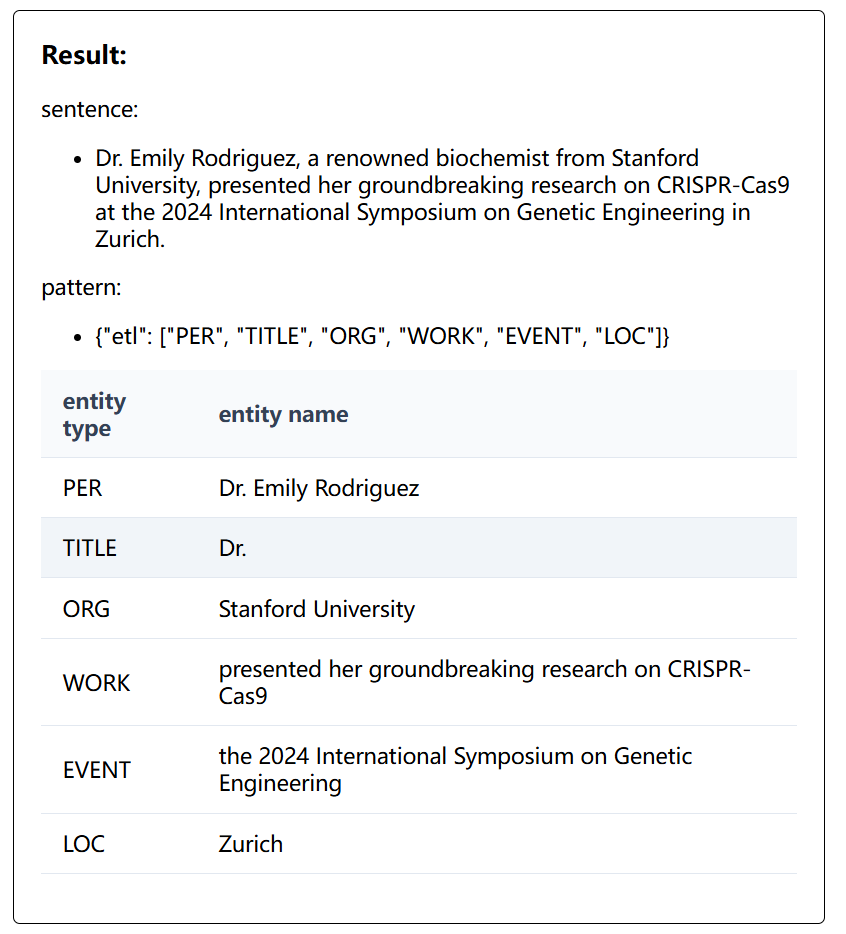 Result:
sentence:
• Dr. Emily Rodriguez, a renowned biochemist from Stanford
University, presented her groundbreaking research on CRISPR-Cas9
at the 2024 International Symposium on Genetic Engineering in
Zurich.
pattern:
• {"etl": ["PER", "TITLE", "ORG", "WORK", "EVENT", "LOC"]}
entity
type
entity name
PER
Dr. Emily Rodriguez
TITLE
Dr.
ORG
Stanford University
WORK
presented her groundbreaking research on CRISPR-
Cas9
EVENT
the 2024 International Symposium on Genetic
Engineering
LOC
Zurich